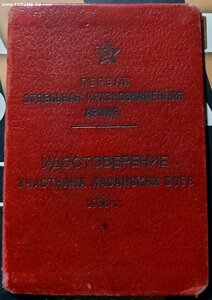 ПЕРВАЯ
ОТДЕЛЬНАЯ КРАСНОЗНАМЕННАЯ
АРМИЯ
УДОСТОВЕРЕНИЕ
УЧАСТНИКА ХАСАНСКИХ БОЕВ
1938 г